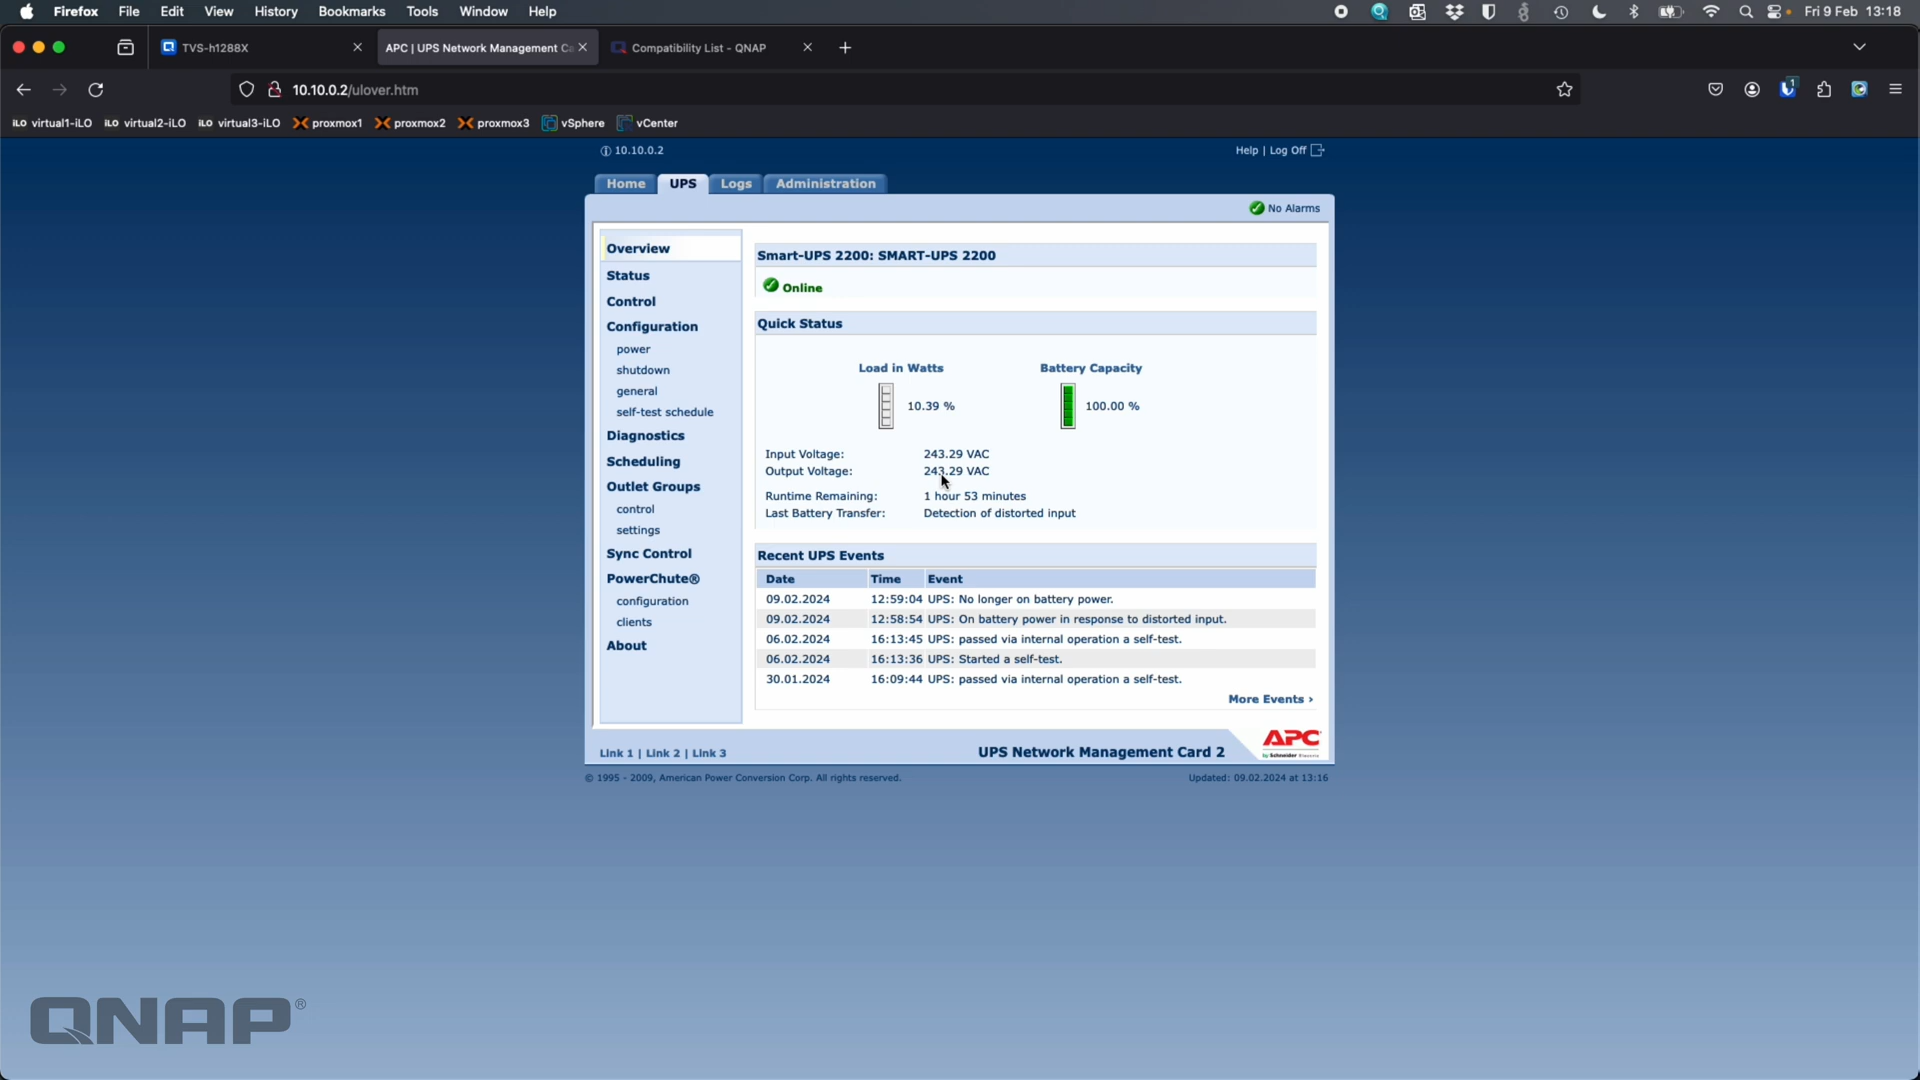 Firefox File Edit View History Bookmarks Tools Window Help Fri 9 Feb 13:18
TVS-h1288X APC | UPS Network Management Ca Compatibility List - QNAP
10.10.0.2/ulover.htm 1
iLO virtual1-iLO iLO virtual2-iLO iLO virtual3-iLO proxmox1 proxmox2 proxmox3 vSphere vCenter
10.10.0.2 Help | Log Off
Home UPS Logs Administration
No Alarms
Overview
Status
Control
Configuration
power
shutdown
general
self-test schedule
Diagnostics
Scheduling
Outlet Groups
control
settings
Sync Control
PowerChute®
configuration
clients
About
Smart-UPS 2200: SMART-UPS 2200
Online
Quick Status
Load in Watts Battery Capacity
10.39 % 100.00 %
Input Voltage: 243.29 VAC
Output Voltage: 243.29 VAC
Runtime Remaining: 1 hour 53 minutes
Last Battery Transfer: Detection of distorted input
Recent UPS Events
Date Time Event
09.02.2024 12:59:04 UPS: No longer on battery power.
09.02.2024 12:58:54 UPS: On battery power in response to distorted input.
06.02.2024 16:13:45 UPS: passed via internal operation a self-test.
06.02.2024 16:13:36 UPS: Started a self-test.
30.01.2024 16:09:44 UPS: passed via internal operation a self-test.
More Events ›
Link 1 | Link 2 | Link 3 UPS Network Management Card 2 APC
by Schneider Electric
© 1995 - 2009, American Power Conversion Corp. All rights reserved. Updated: 09.02.2024 at 13:16
QNAP®